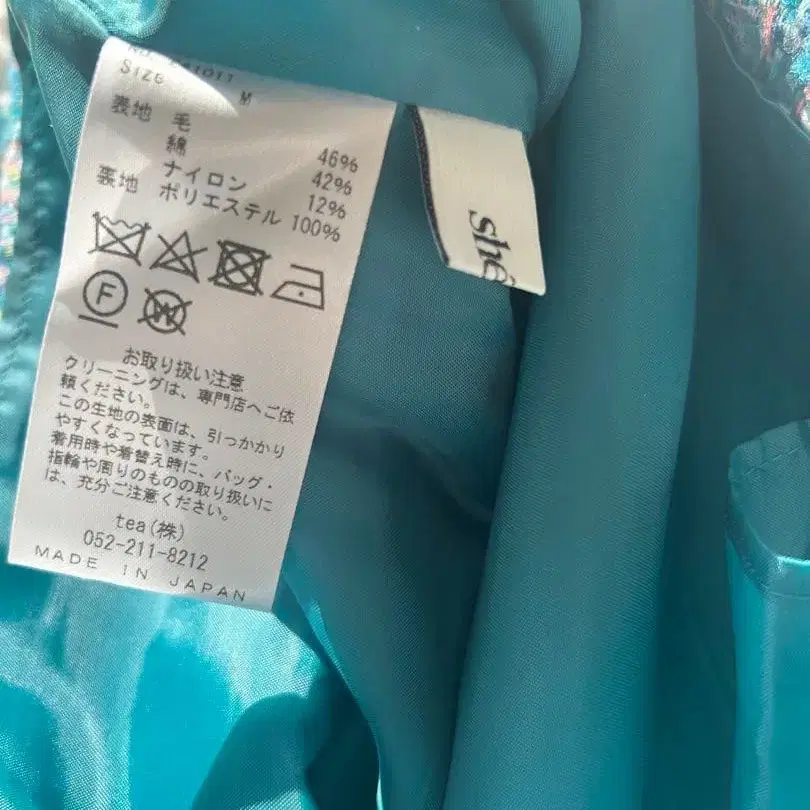 Size M
表地 毛 46%
綿 42%
ナイロン 12%
裏地 ポリエステル 100%
F
W
お取り扱い注意
クリーニングは、専門店へご依
頼ください。
この生地の表面は、引っかかり
やすくなっています。
着用時や着替え時に、バッグ・
指輪や周りのものの取り扱いに
は、充分ご注意ください。
tea(株)
052-211-8212
MADE IN JAPAN
shé